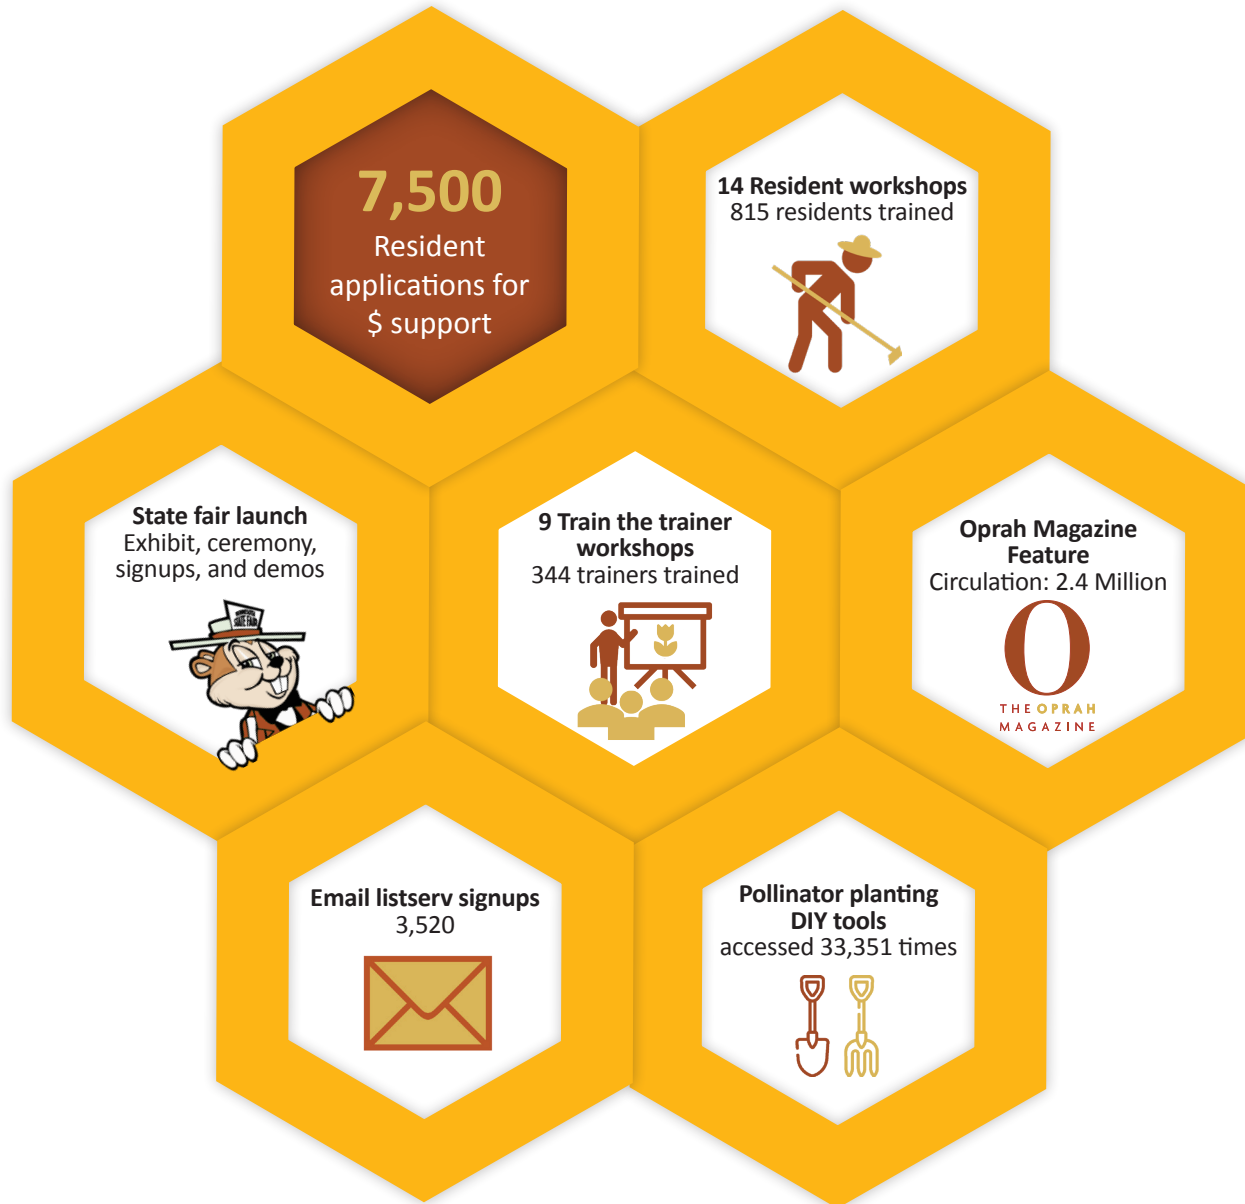 7,500
Resident
applications for
$ support
14 Resident workshops
815 residents trained
State fair launch
Exhibit, ceremony,
signups, and demos
STATE FAIR
9 Train the trainer
workshops
344 trainers trained
Oprah Magazine
Feature
Circulation: 2.4 Million
O
THE OPRAH
MAGAZINE
Email listserv signups
3,520
Pollinator planting
DIY tools
accessed 33,351 times